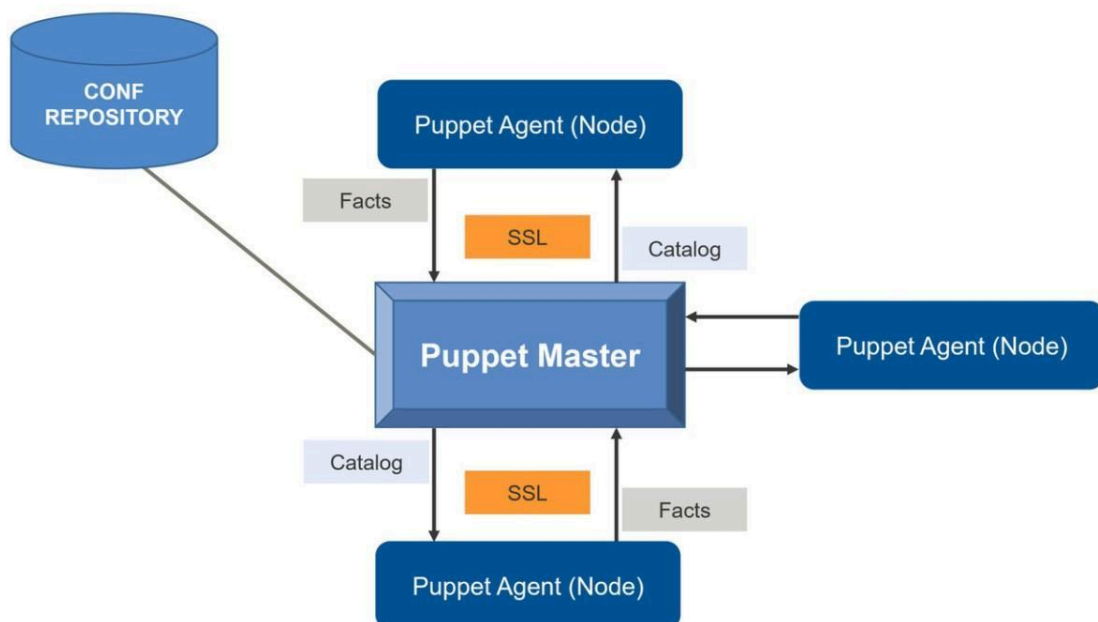 CONF
REPOSITORY
Puppet Agent (Node)
Facts
SSL
Catalog
Puppet Master
Puppet Agent (Node)
Catalog
SSL
Facts
Puppet Agent (Node)